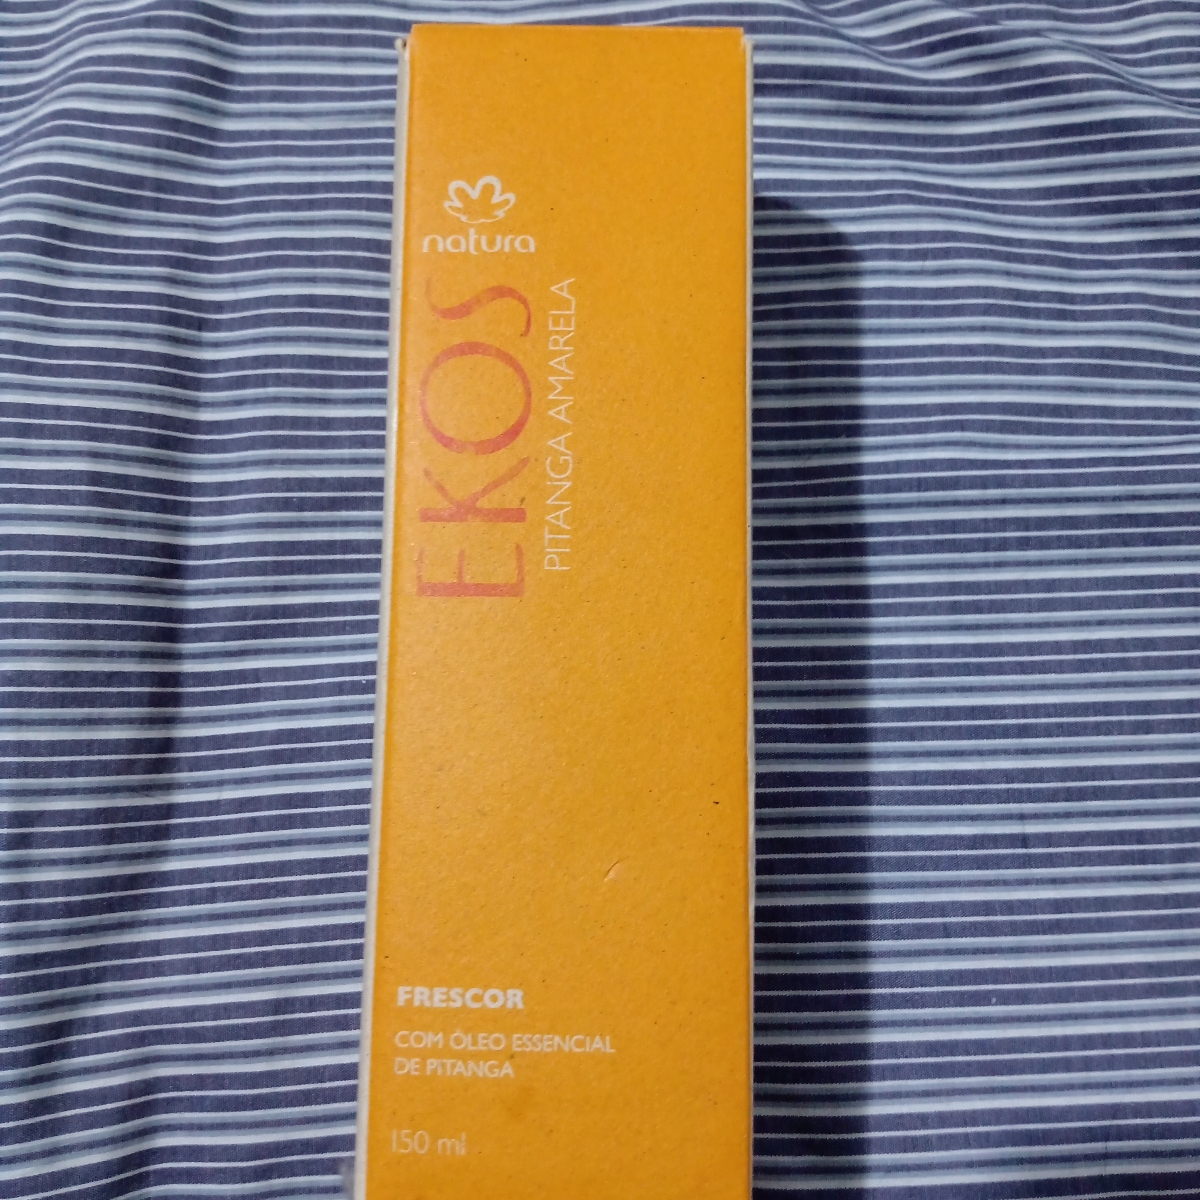 natura
EKOS
PITANGA AMARELA
FRESCOR
COM ÓLEO ESSENCIAL
DE PITANGA
150 ml